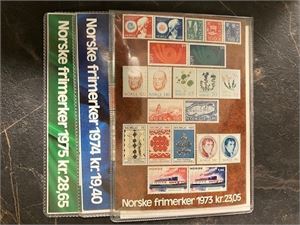 Norske frimerker 1975 kr. 28,65
Norske frimerker 1974 kr. 19,40
Norske frimerker 1973 kr. 23,05